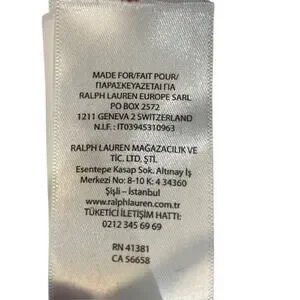 MADE FOR/FAIT POUR/
ΠΑΡΑΣΚΕΥΑΖΕΤΑΙ ΓΙΑ
RALPH LAUREN EUROPE SARL
PO BOX 2572
1211 GENEVA 2 SWITZERLAND
N.I.F. : IT03945310963
RALPH LAUREN MAĞAZACILIK VE
TİC. LTD. ŞTİ.
Esentepe Kasap Sok. Altınay İş
Merkezi No: 8-10 K: 4 34360
Şişli – İstanbul
www.ralphlauren.com.tr
TÜKETİCİ İLETİŞİM HATTI:
0212 345 69 69
RN 41381
CA 56658